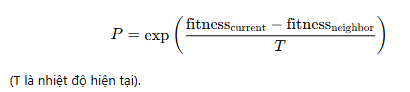 P = exp ( (fitness_current − fitness_neighbor) / T )
(T là nhiệt độ hiện tại).